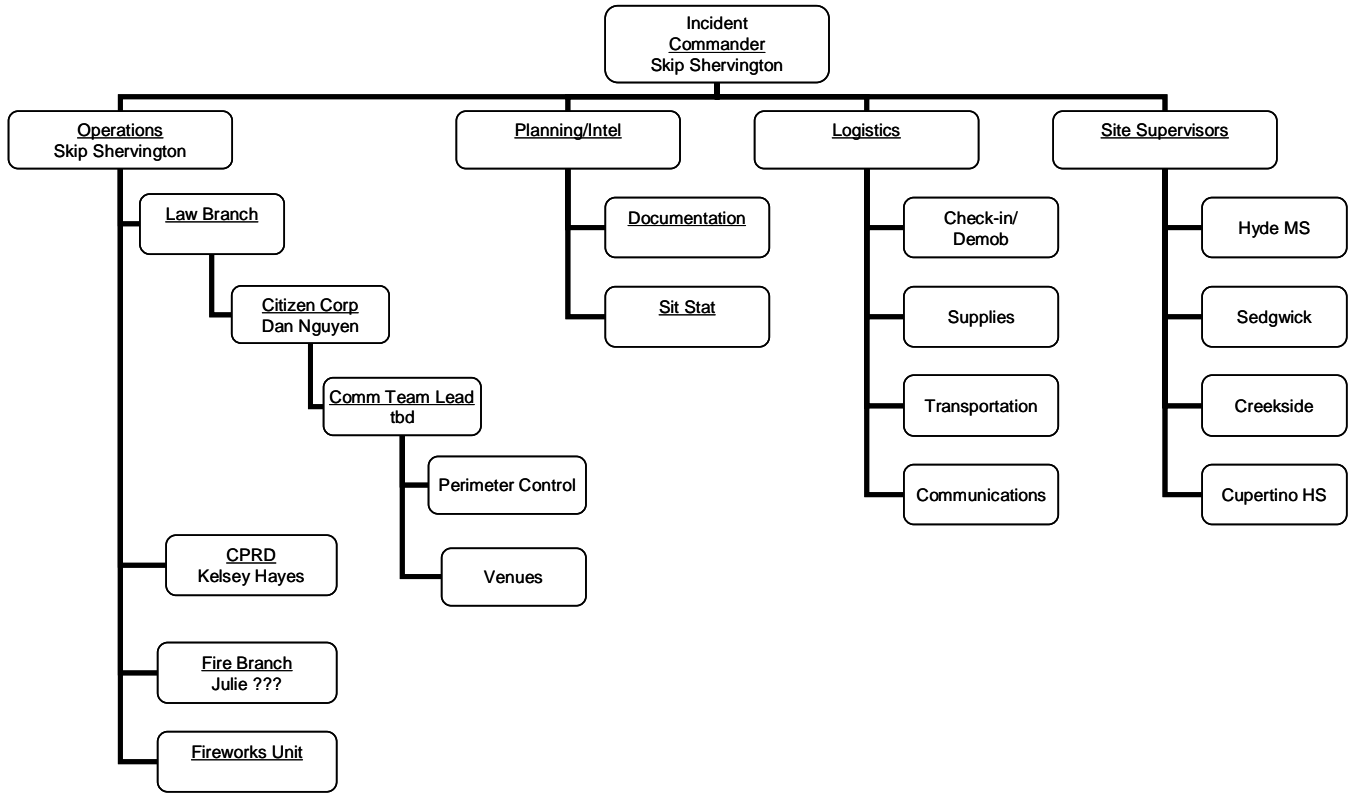 Incident
Commander
Skip Shervington
Operations
Skip Shervington
Planning/Intel
Logistics
Site Supervisors
Law Branch
Citizen Corp
Dan Nguyen
Comm Team Lead
tbd
Perimeter Control
Venues
CPRD
Kelsey Hayes
Fire Branch
Julie ???
Fireworks Unit
Documentation
Sit Stat
Check-in/
Demob
Supplies
Transportation
Communications
Hyde MS
Sedgwick
Creekside
Cupertino HS